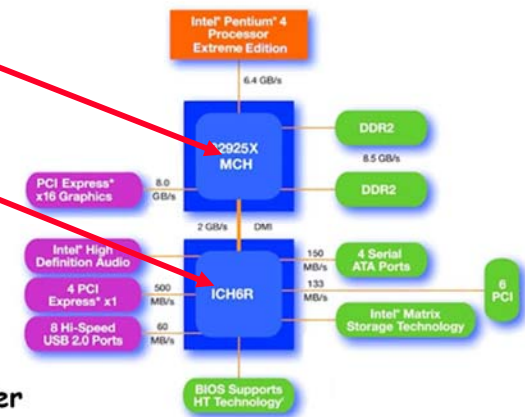 Intel® Pentium® 4
Processor
Extreme Edition
6.4 GB/s
82925X
MCH
DDR2
8.5 GB/s
DDR2
PCI Express*
x16 Graphics
8.0
GB/s
2 GB/s
DMI
Intel® High
Definition Audio
4 PCI
Express* x1
500
MB/s
8 Hi-Speed
USB 2.0 Ports
60
MB/s
ICH6R
150
MB/s
4 Serial
ATA Ports
133
MB/s
6
PCI
Intel® Matrix
Storage Technology
BIOS Supports
HT Technology¹
er